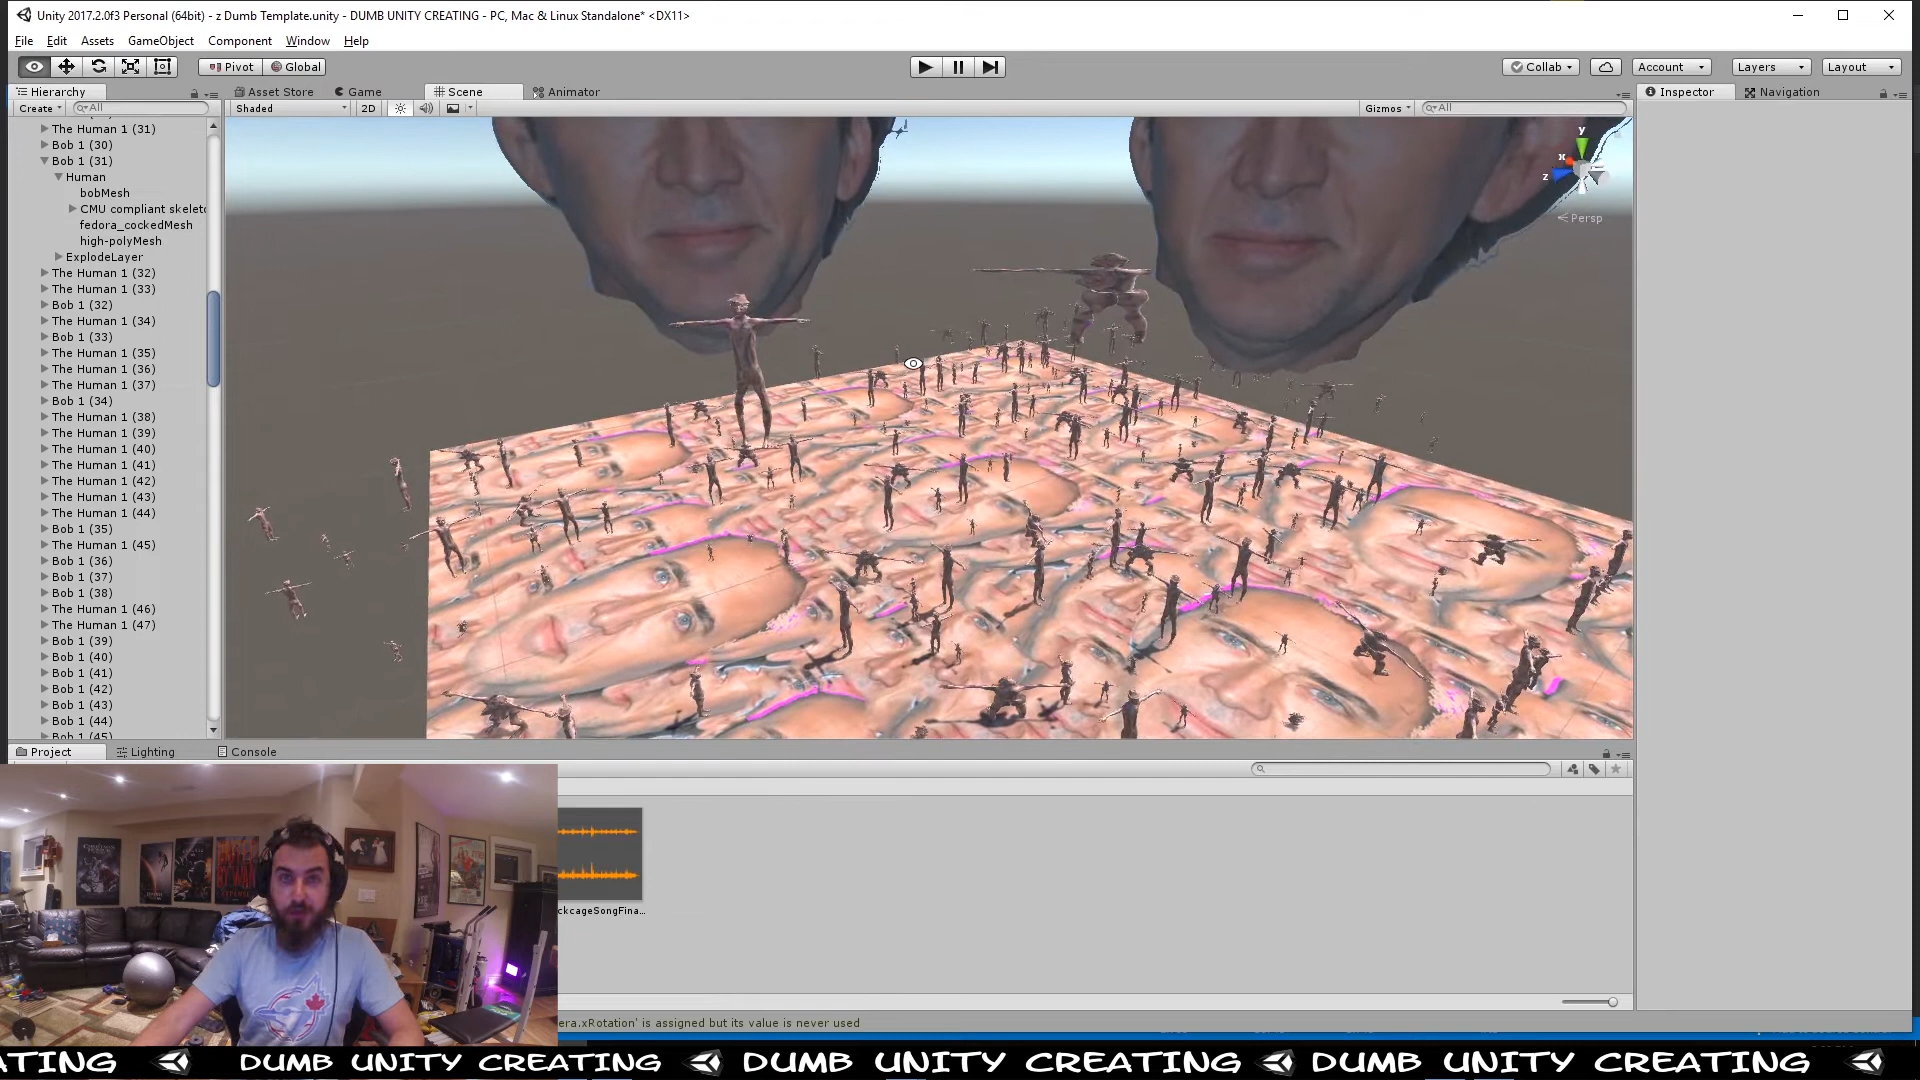 Unity 2017.2.0f3 Personal (64bit) - z Dumb Template.unity - DUMB UNITY CREATING - PC, Mac & Linux Standalone* <DX11>
File Edit Assets GameObject Component Window Help
Pivot Global Collab Account Layers Layout
Hierarchy Asset Store Game Scene Animator Inspector Navigation
Create All Shaded 2D Gizmos All
The Human 1 (31)
Bob 1 (30)
Bob 1 (31)
Human
bobMesh
CMU compliant skelet
fedora_cockedMesh
high-polyMesh
ExplodeLayer
The Human 1 (32)
The Human 1 (33)
Bob 1 (32)
The Human 1 (34)
Bob 1 (33)
The Human 1 (35)
The Human 1 (36)
The Human 1 (37)
Bob 1 (34)
The Human 1 (38)
The Human 1 (39)
The Human 1 (40)
The Human 1 (41)
The Human 1 (42)
The Human 1 (43)
The Human 1 (44)
Bob 1 (35)
The Human 1 (45)
Bob 1 (36)
Bob 1 (37)
Bob 1 (38)
The Human 1 (46)
The Human 1 (47)
Bob 1 (39)
Bob 1 (40)
Bob 1 (41)
Bob 1 (42)
Bob 1 (43)
Bob 1 (44)
Bob 1 (45)
y
x
z
Persp
Project Lighting Console
ckcageSongFina...
era.xRotation' is assigned but its value is never used
ATING DUMB UNITY CREATING DUMB UNITY CREATING DUMB UNITY CREATING